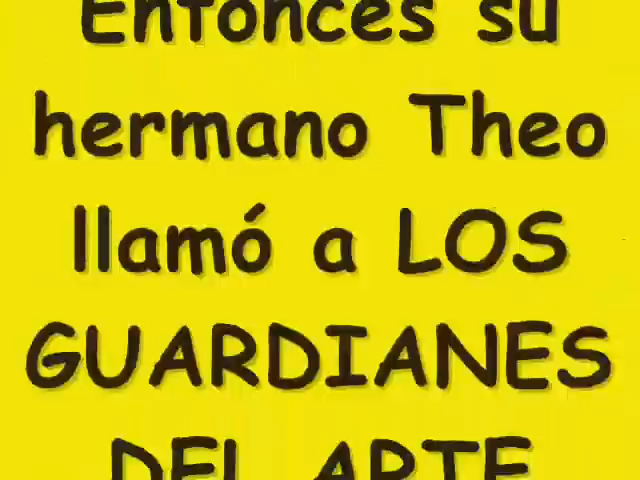 Entonces su
hermano Theo
llamó a LOS
GUARDIANES
DEL ARTE